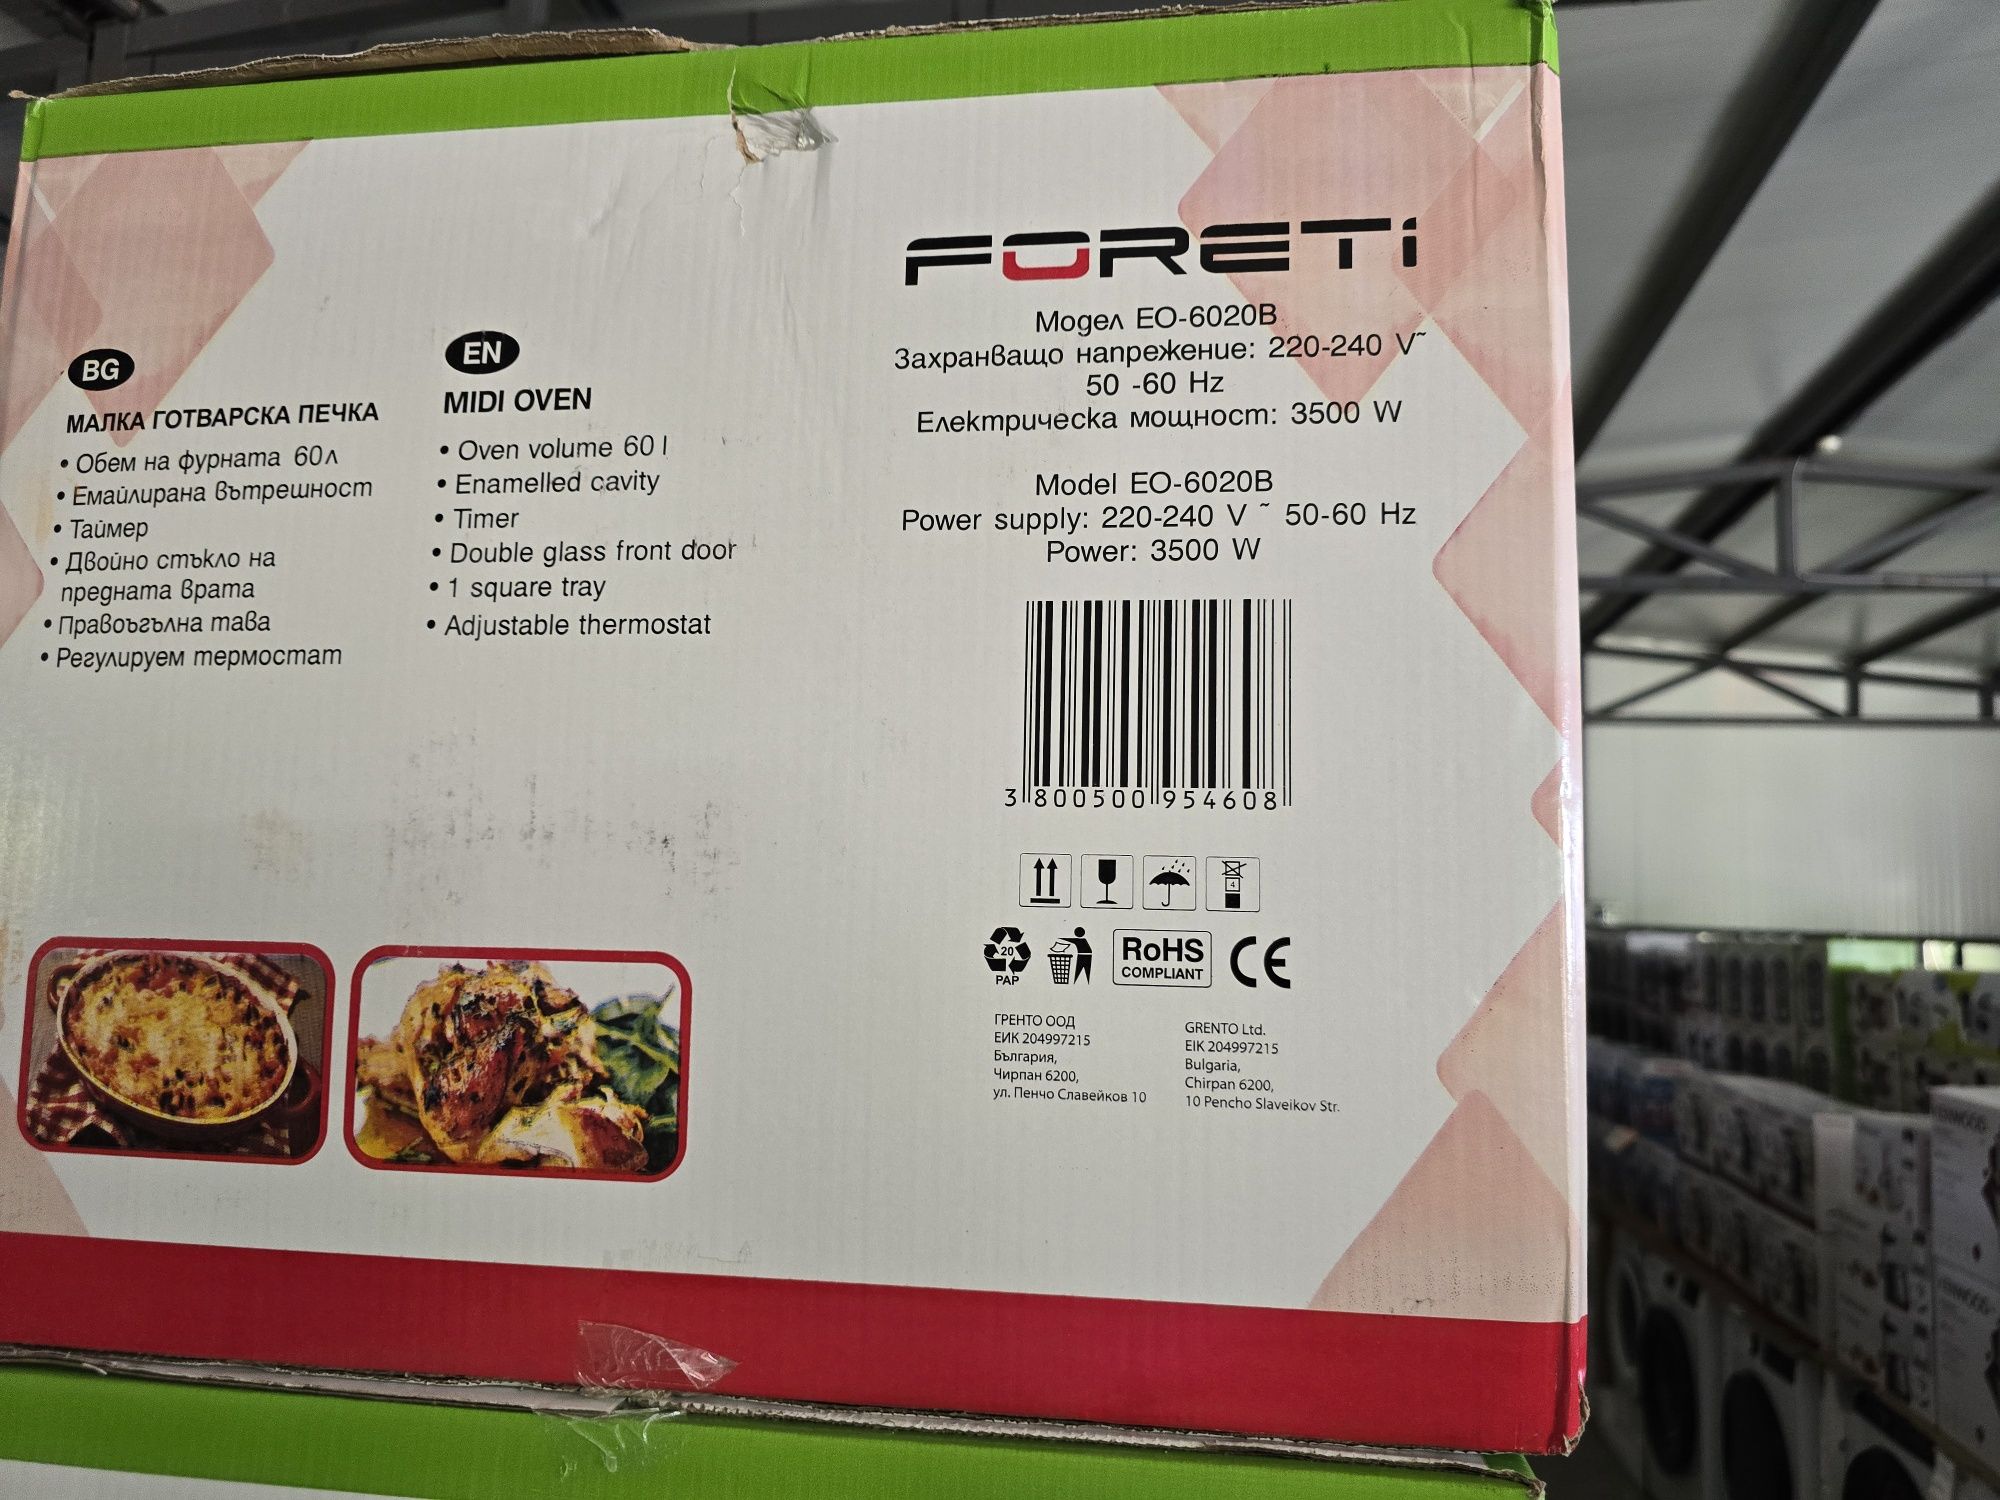 FORETi
Модел EO-6020B
Захранващо напрежение: 220-240 V~
50 -60 Hz
Електрическа мощност: 3500 W
Model EO-6020B
Power supply: 220-240 V ~ 50-60 Hz
Power: 3500 W
BG
МАЛКА ГОТВАРСКА ПЕЧКА
• Обем на фурната 60л
• Емайлирана вътрешност
• Таймер
• Двойно стъкло на
предната врата
• Правоъгълна тава
• Регулируем термостат
EN
MIDI OVEN
• Oven volume 60 l
• Enamelled cavity
• Timer
• Double glass front door
• 1 square tray
• Adjustable thermostat
3 800500 954608
4
20
PAP
RoHS
COMPLIANT
CE
ГРЕНТО ООД
ЕИК 204997215
България,
Чирпан 6200,
ул. Пенчо Славейков 10
GRENTO Ltd.
EIK 204997215
Bulgaria,
Chirpan 6200,
10 Pencho Slaveikov Str.